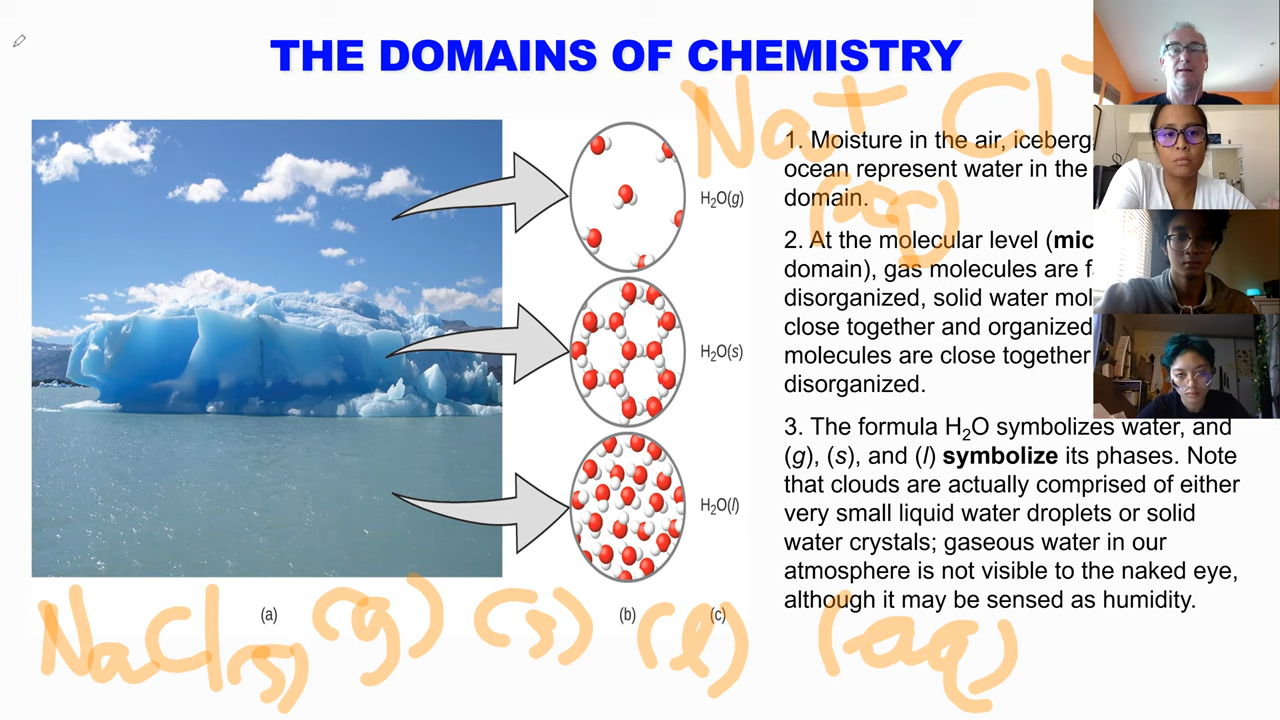 THE DOMAINS OF CHEMISTRY
Na+ Cl-
(aq)
1. Moisture in the air, iceberg
ocean represent water in the
domain.
2. At the molecular level (mic
domain), gas molecules are f
disorganized, solid water mol
close together and organized
molecules are close together
disorganized.
3. The formula H₂O symbolizes water, and
(g), (s), and (l) symbolize its phases. Note
that clouds are actually comprised of either
very small liquid water droplets or solid
water crystals; gaseous water in our
atmosphere is not visible to the naked eye,
although it may be sensed as humidity.
H₂O(g)
H₂O(s)
H₂O(l)
(a) (b) (c)
NaCl(s) (g) (s) (l) (aq)